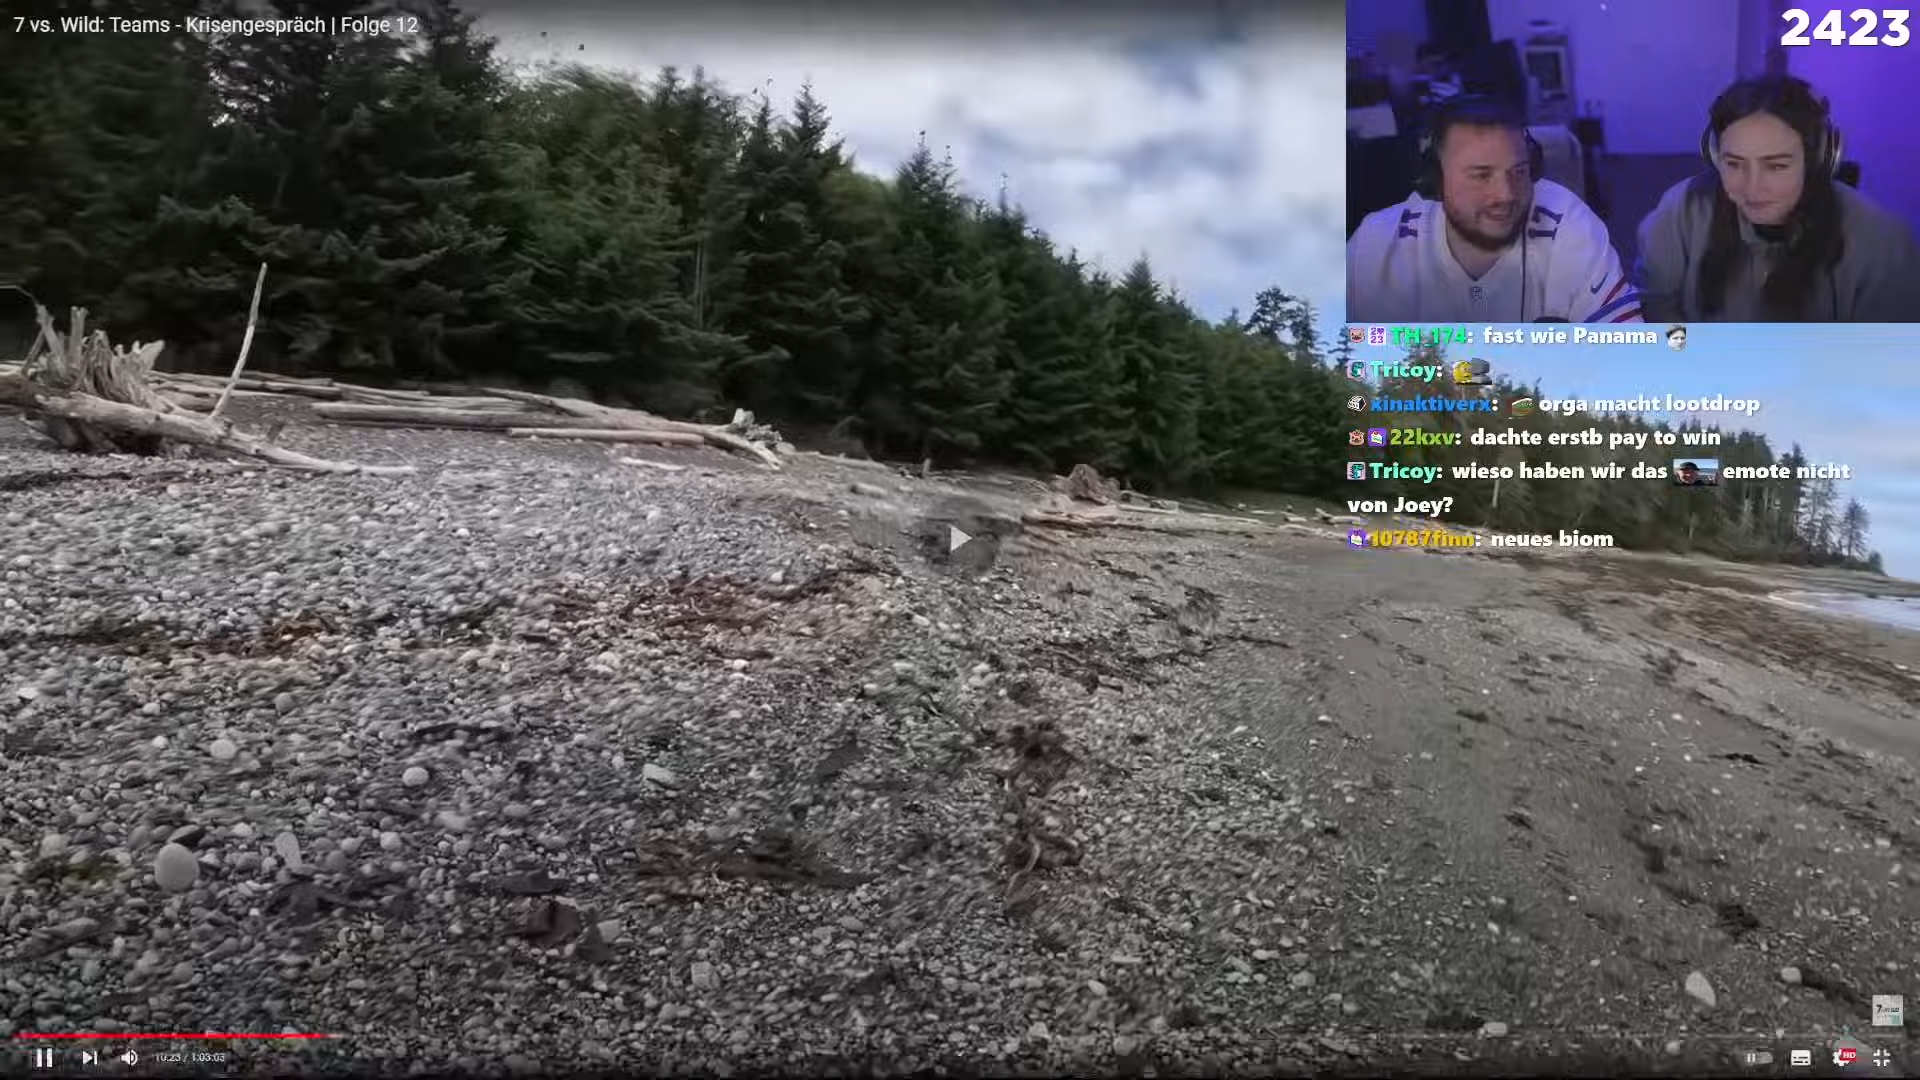 7 vs. Wild: Teams - Krisengespräch | Folge 12
2423
TH_174: fast wie Panama
Tricoy:
xinaktiverx: orga macht lootdrop
22kxv: dachte erstb pay to win
Tricoy: wieso haben wir das emote nicht
von Joey?
10787finn: neues biom
17
10:23 / 1:03:03
HD